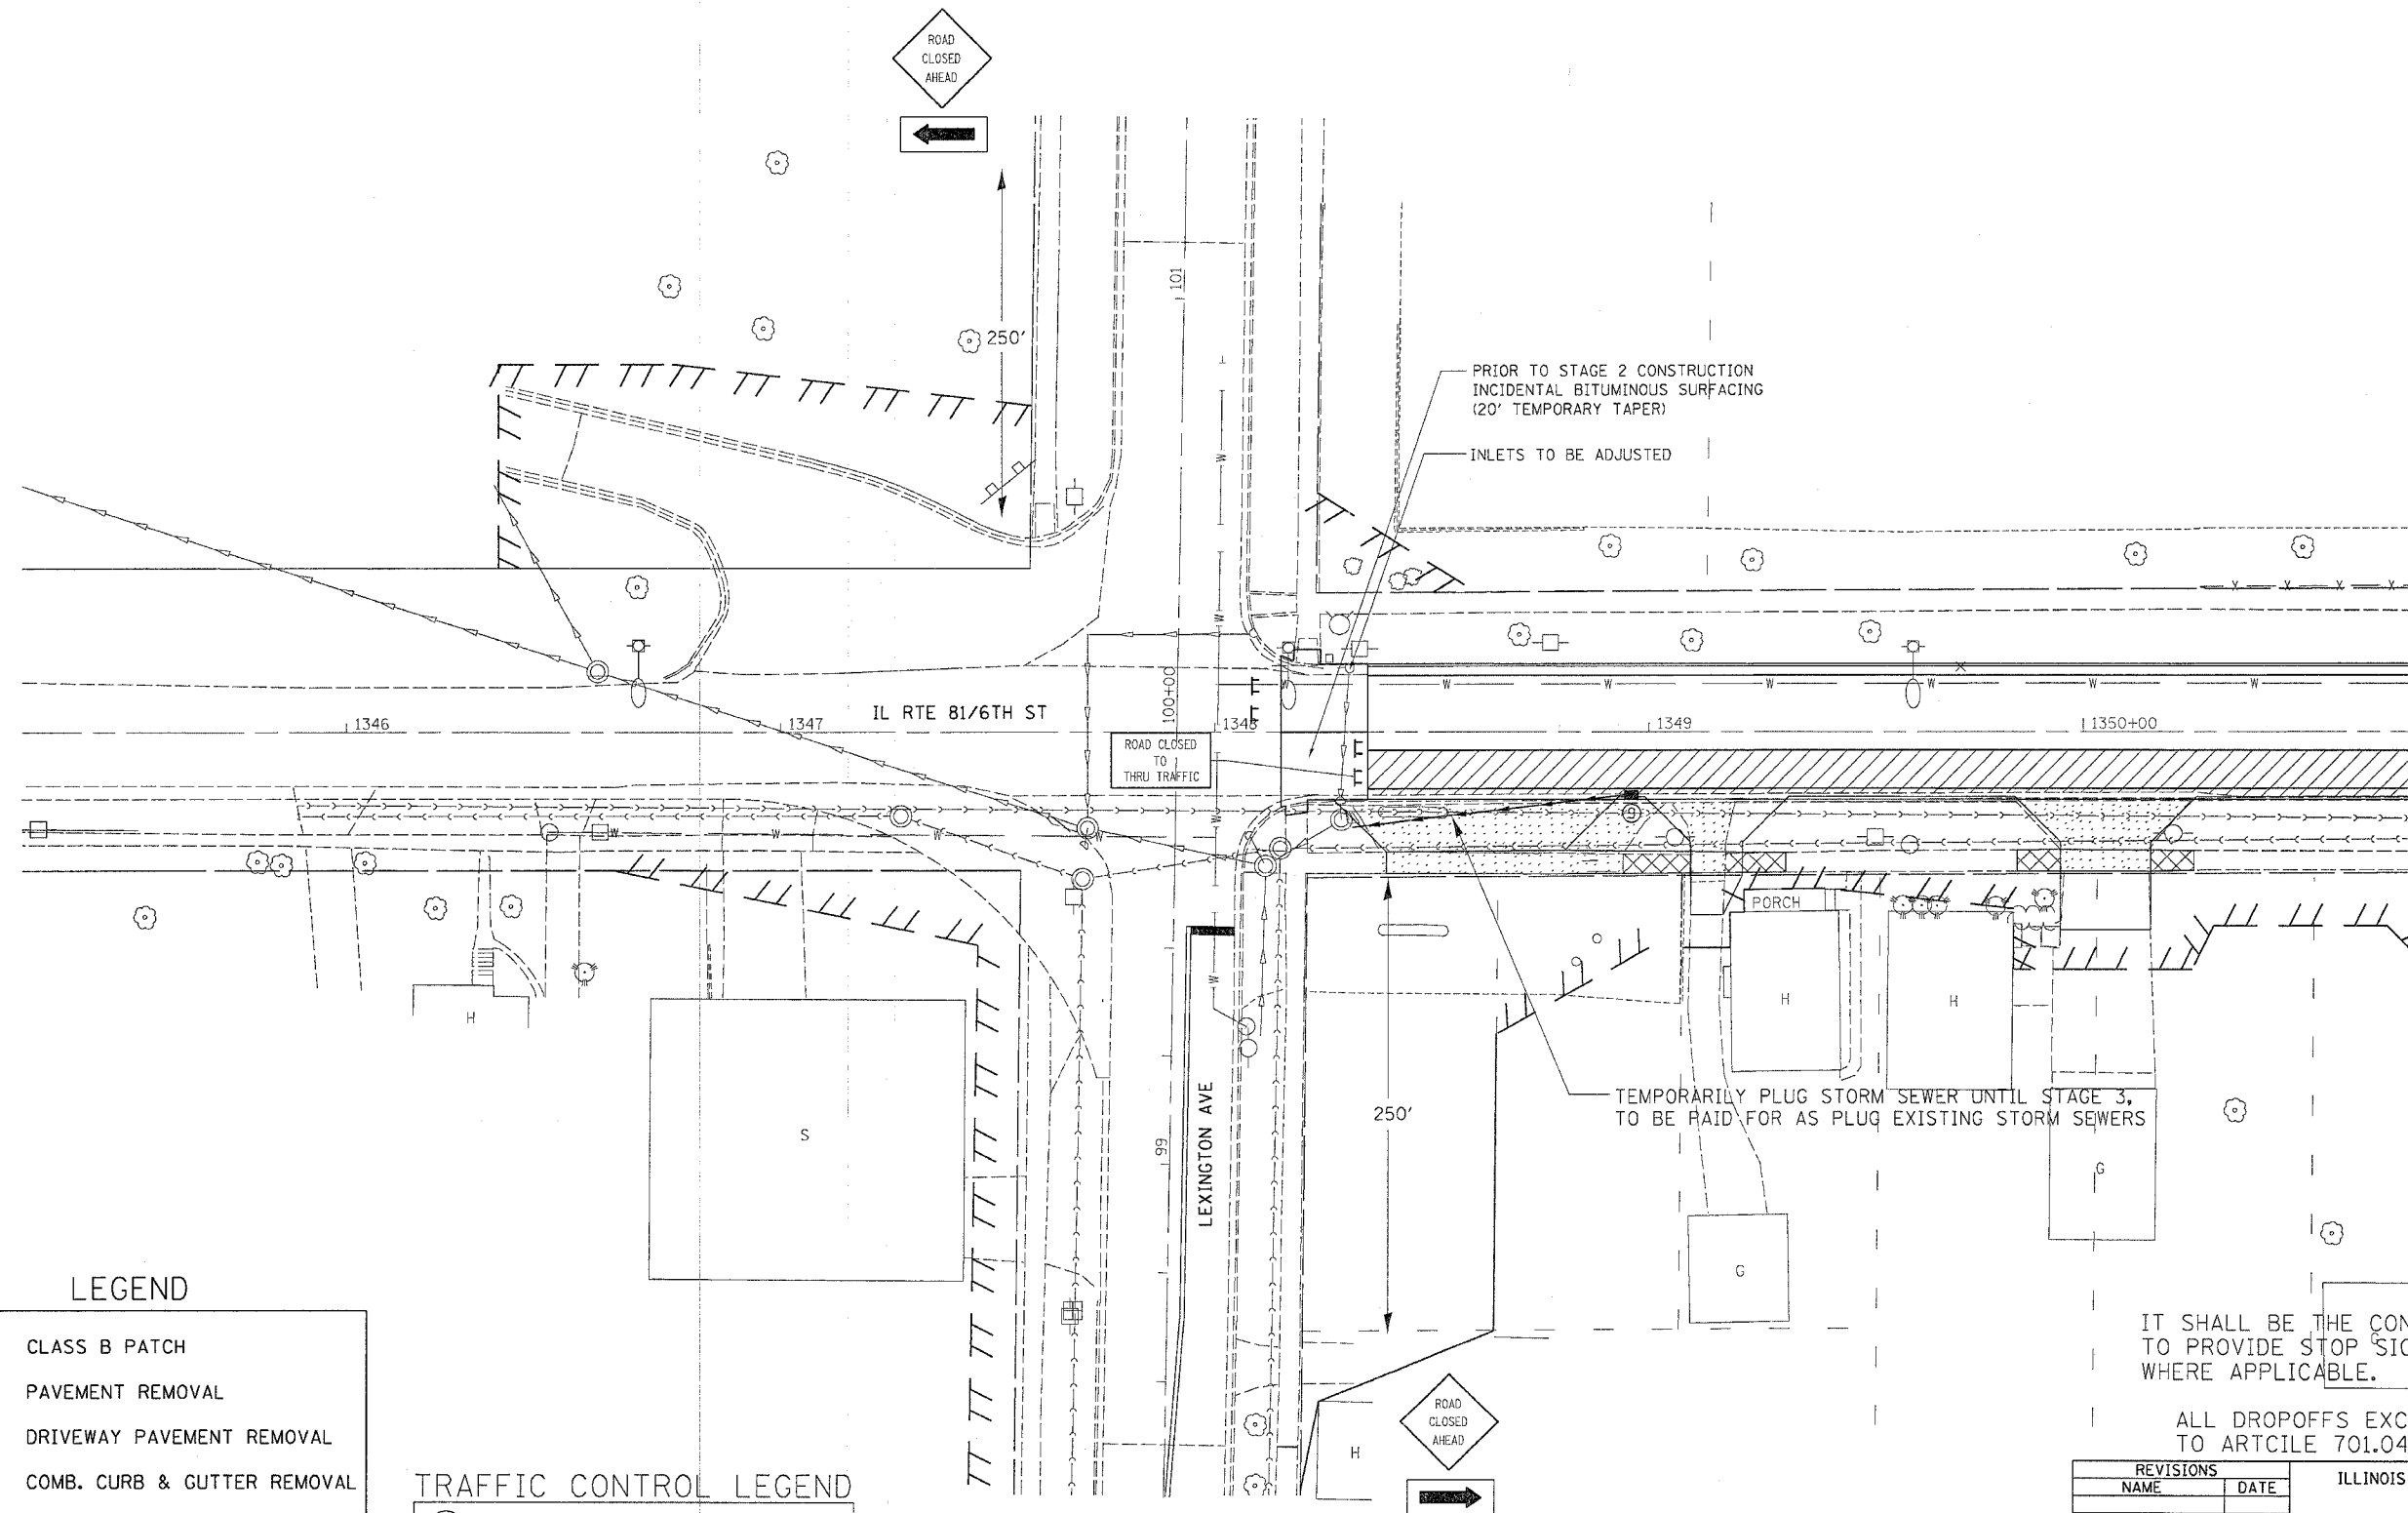 ROAD
CLOSED
AHEAD
101
250'
PRIOR TO STAGE 2 CONSTRUCTION
INCIDENTAL BITUMINOUS SURFACING
(20' TEMPORARY TAPER)
INLETS TO BE ADJUSTED
W
W
X X X X
100+00
W
W W W W W W
X
IL RTE 81/6TH ST
1346
1347
1348
1349
1350+00
ROAD CLOSED
TO
THRU TRAFFIC
9
W W W W
W
PORCH
W
H
H
H
LEXINGTON AVE
99
250'
TEMPORARILY PLUG STORM SEWER UNTIL STAGE 3,
TO BE PAID FOR AS PLUG EXISTING STORM SEWERS
S
G
G
LEGEND
CLASS B PATCH
PAVEMENT REMOVAL
DRIVEWAY PAVEMENT REMOVAL
COMB. CURB & GUTTER REMOVAL
TRAFFIC CONTROL LEGEND
ROAD
CLOSED
AHEAD
H
G
IT SHALL BE THE CON
TO PROVIDE STOP SIG
WHERE APPLICABLE.
ALL DROPOFFS EXC
TO ARTCILE 701.04
REVISIONS
NAME DATE
ILLINOIS